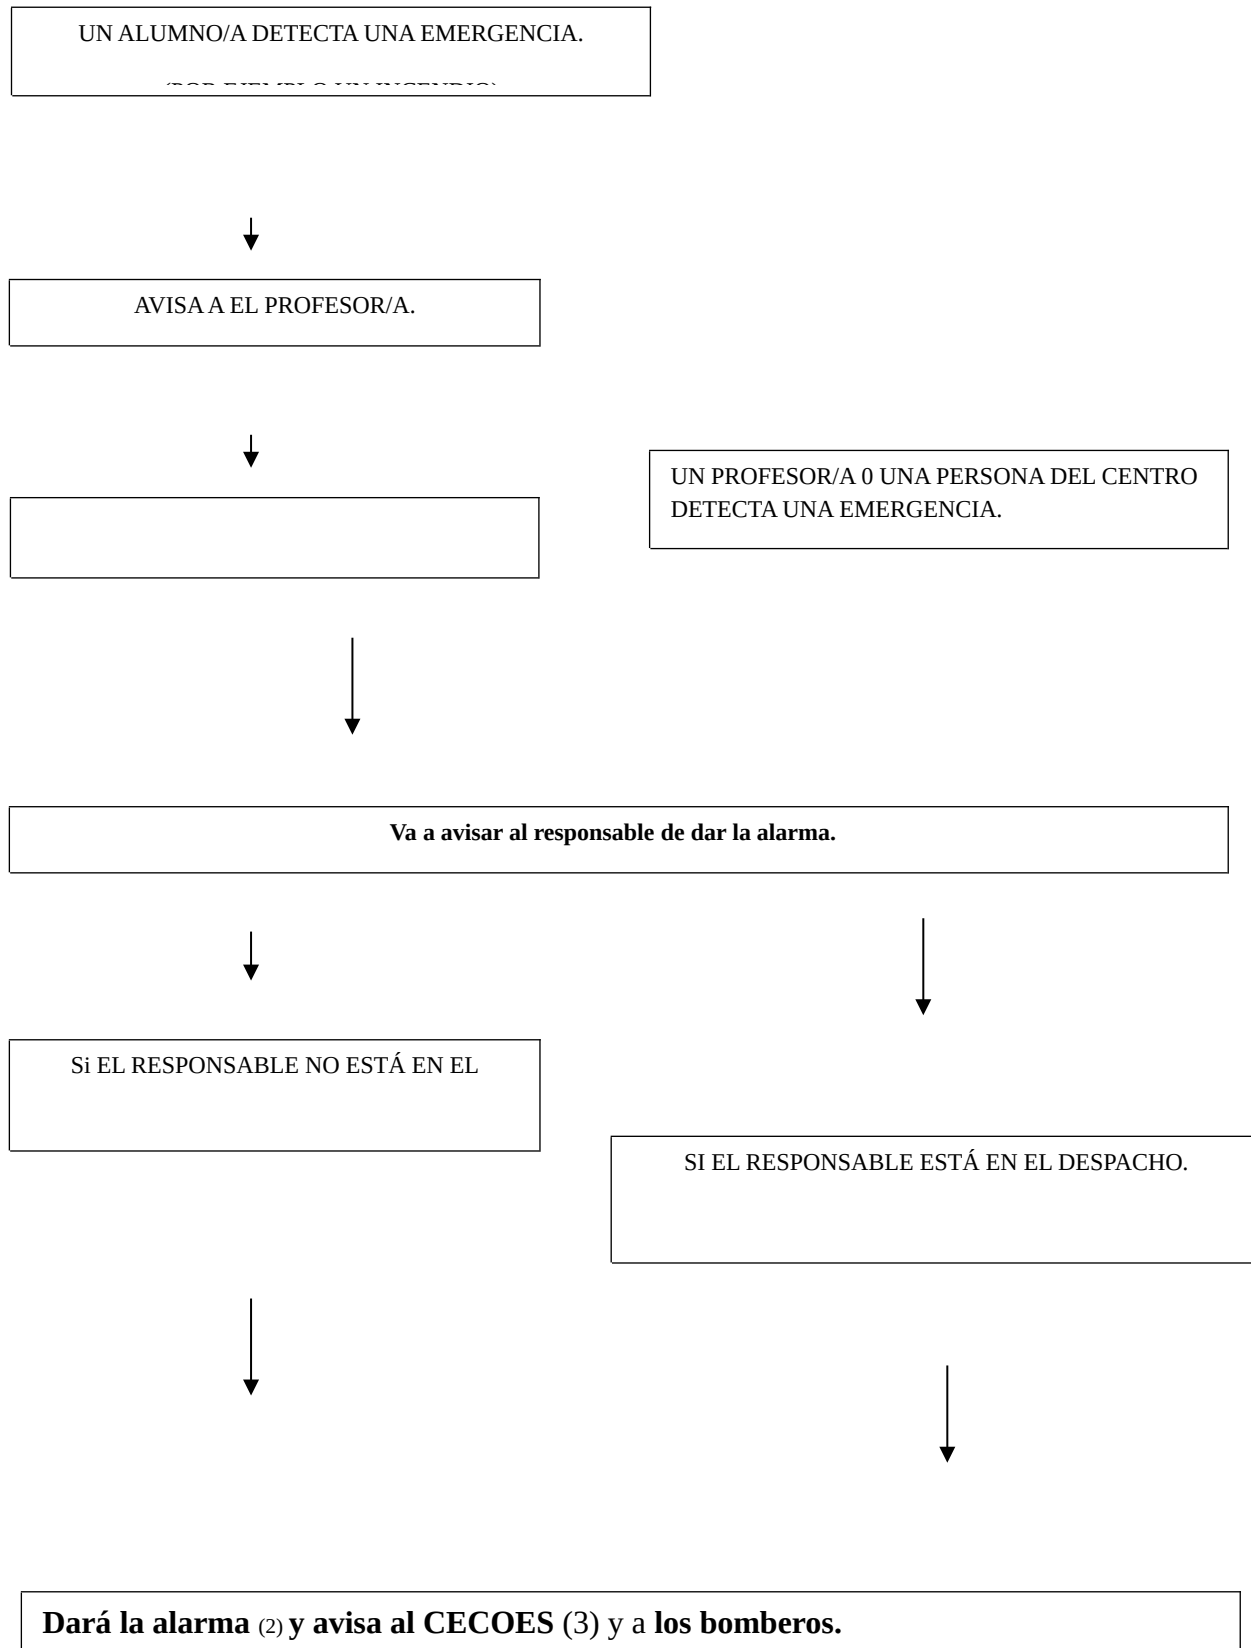 UN ALUMNO/A DETECTA UNA EMERGENCIA.
AVISA A EL PROFESOR/A.
UN PROFESOR/A 0 UNA PERSONA DEL CENTRO
DETECTA UNA EMERGENCIA.
Va a avisar al responsable de dar la alarma.
Si EL RESPONSABLE NO ESTÁ EN EL
SI EL RESPONSABLE ESTÁ EN EL DESPACHO.
Dará la alarma (2) y avisa al CECOES (3) y a los bomberos.